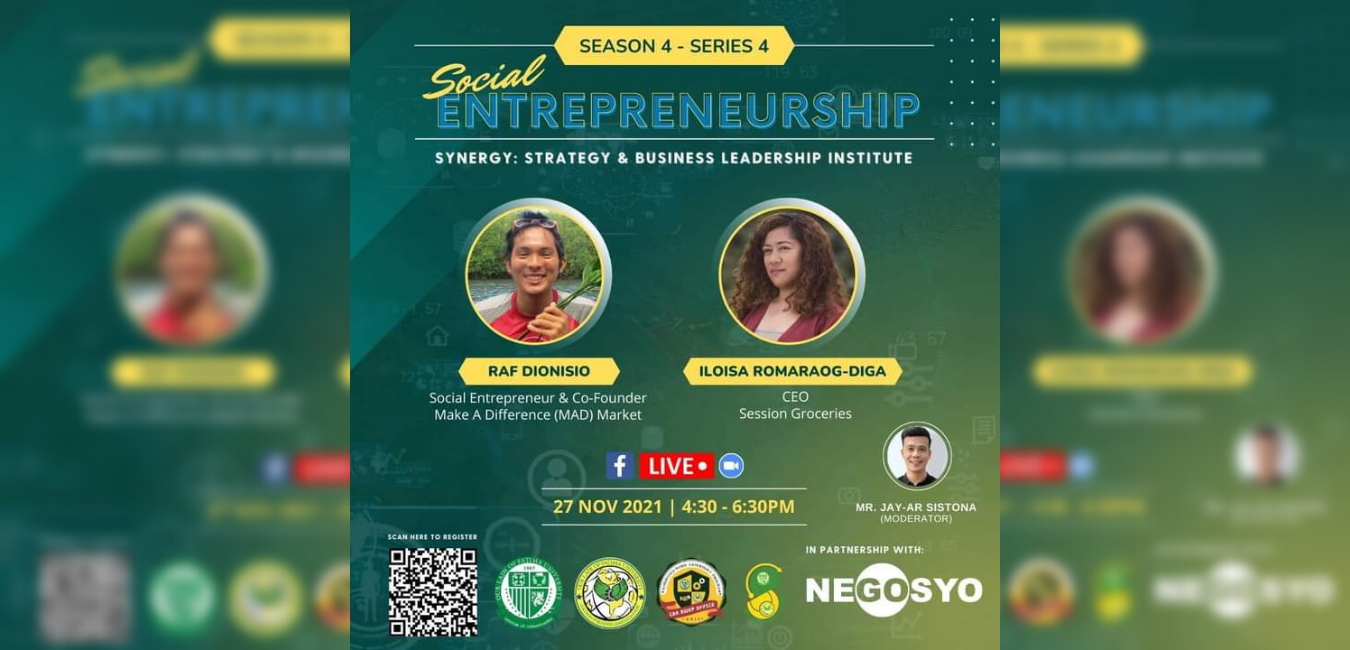 SEASON 4 - SERIES 4
Social
ENTREPRENEURSHIP
SYNERGY: STRATEGY & BUSINESS LEADERSHIP INSTITUTE
RAF DIONISIO
Social Entrepreneur & Co-Founder
Make A Difference (MAD) Market
ILOISA ROMARAOG-DIGA
CEO
Session Groceries
LIVE
27 NOV 2021 | 4:30 - 6:30PM
MR. JAY-AR SISTONA
(MODERATOR)
SCAN HERE TO REGISTER
IN PARTNERSHIP WITH:
NEGOSYO